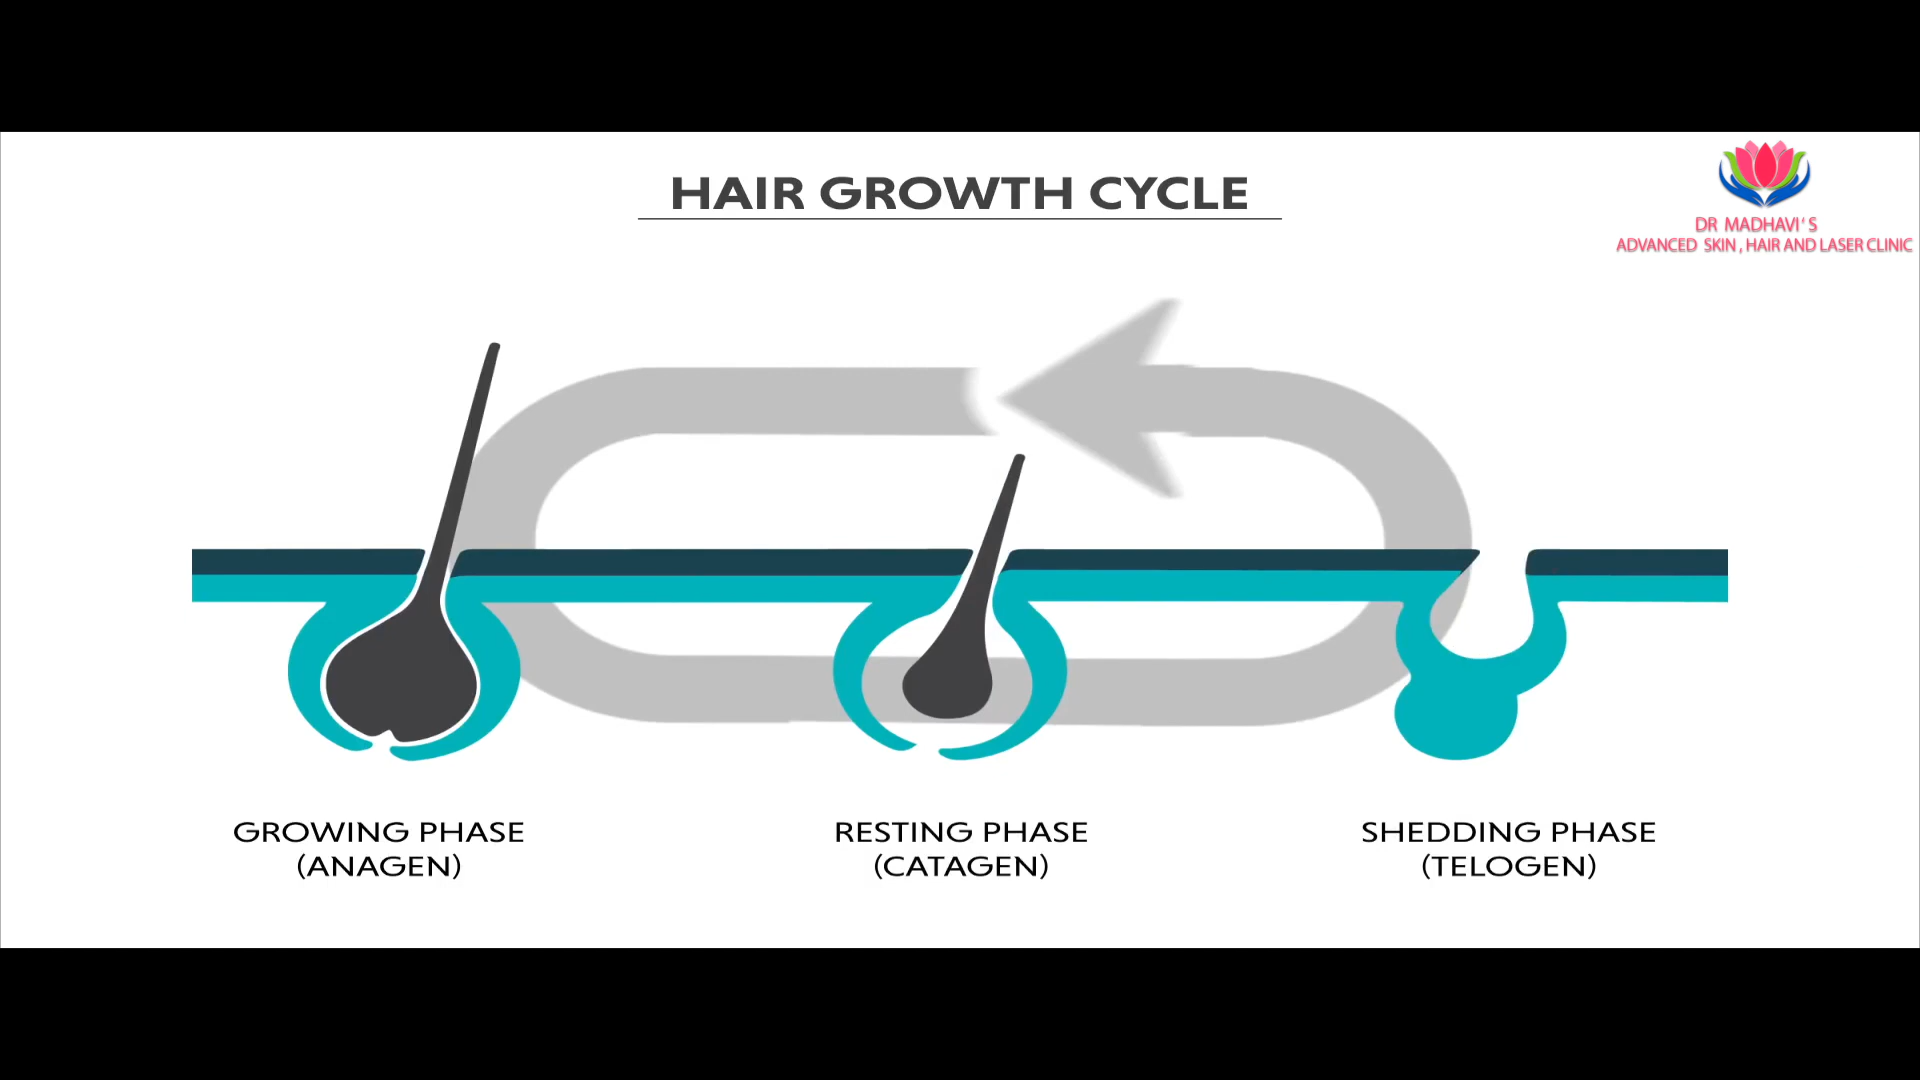 HAIR GROWTH CYCLE
DR MADHAVI'S
ADVANCED SKIN, HAIR AND LASER CLINIC
GROWING PHASE
(ANAGEN)
RESTING PHASE
(CATAGEN)
SHEDDING PHASE
(TELOGEN)